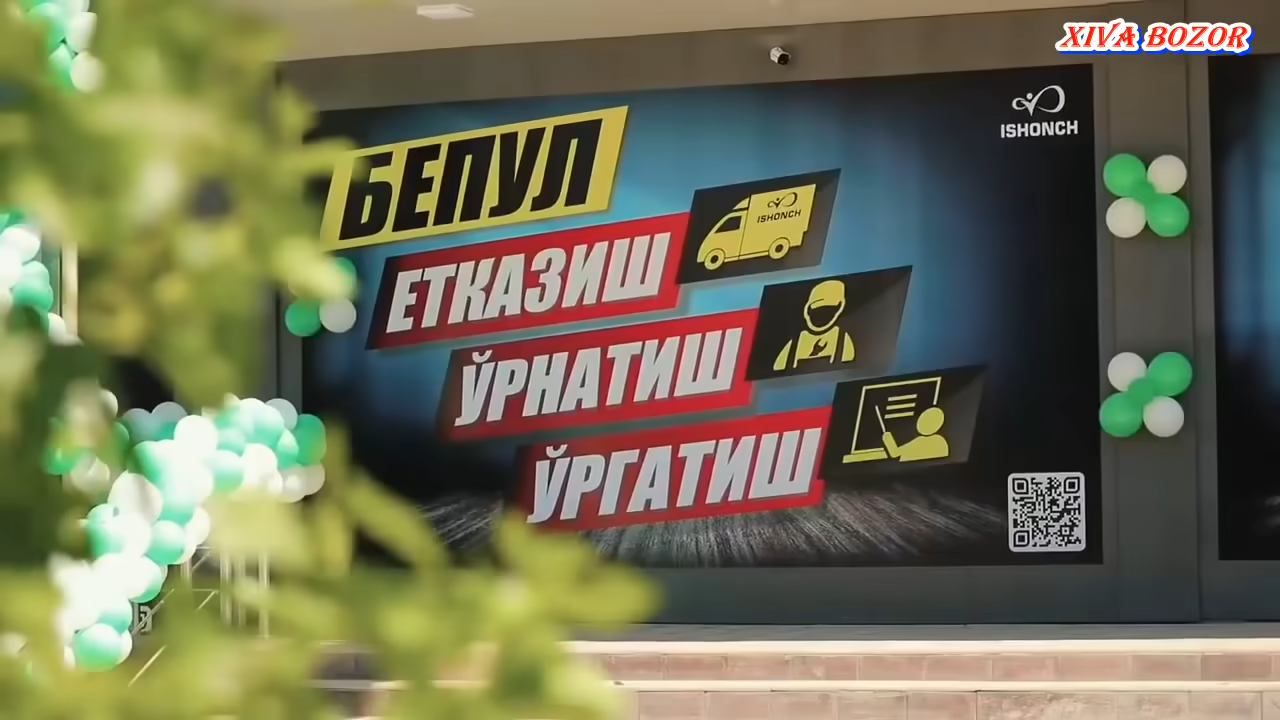 XIVA BOZOR
ISHONCH
БЕПУЛ
ISHONCH
ЕТКАЗИШ
ЎРНАТИШ
ЎРГАТИШ